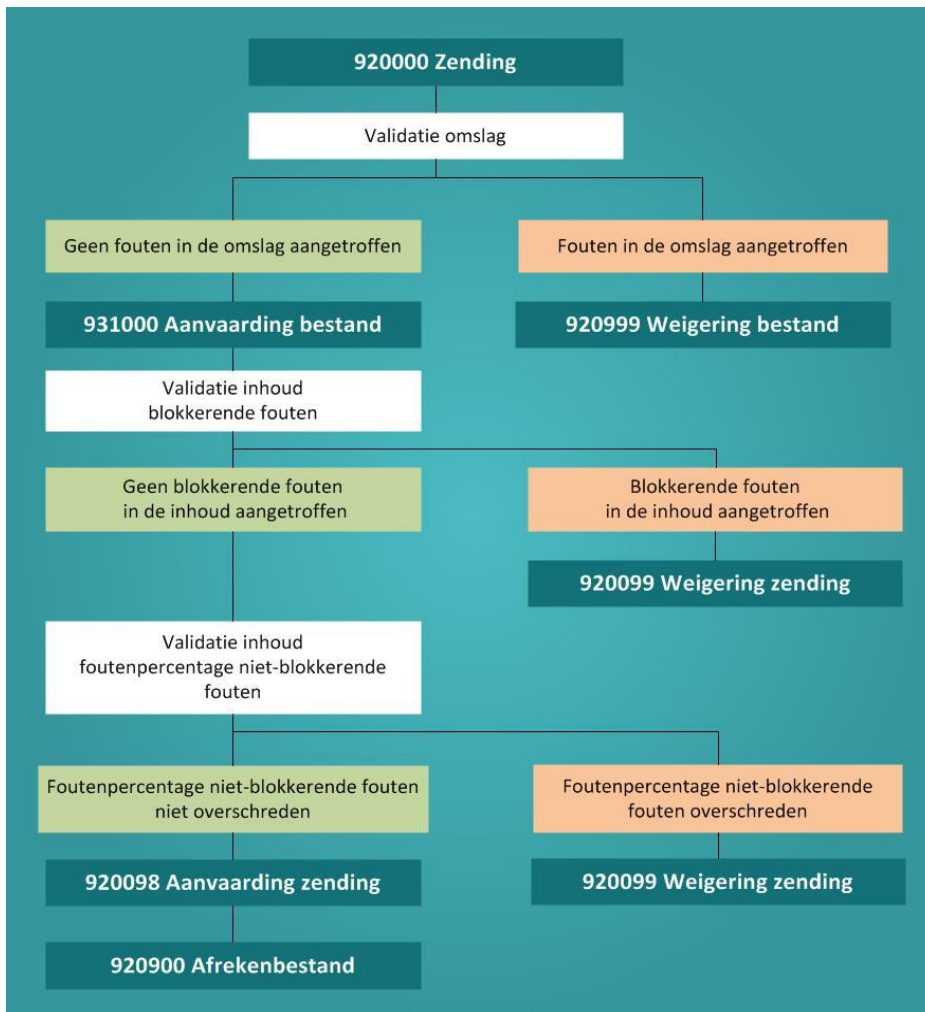 920000 Zending
Validatie omslag
Geen fouten in de omslag aangetroffen
Fouten in de omslag aangetroffen
931000 Aanvaarding bestand
920999 Weigering bestand
Validatie inhoud
blokkerende fouten
Geen blokkerende fouten
in de inhoud aangetroffen
Blokkerende fouten
in de inhoud aangetroffen
920099 Weigering zending
Validatie inhoud
foutenpercentage niet-blokkerende
fouten
Foutenpercentage niet-blokkerende fouten
niet overschreden
Foutenpercentage niet-blokkerende
fouten overschreden
920098 Aanvaarding zending
920099 Weigering zending
920900 Afrekenbestand